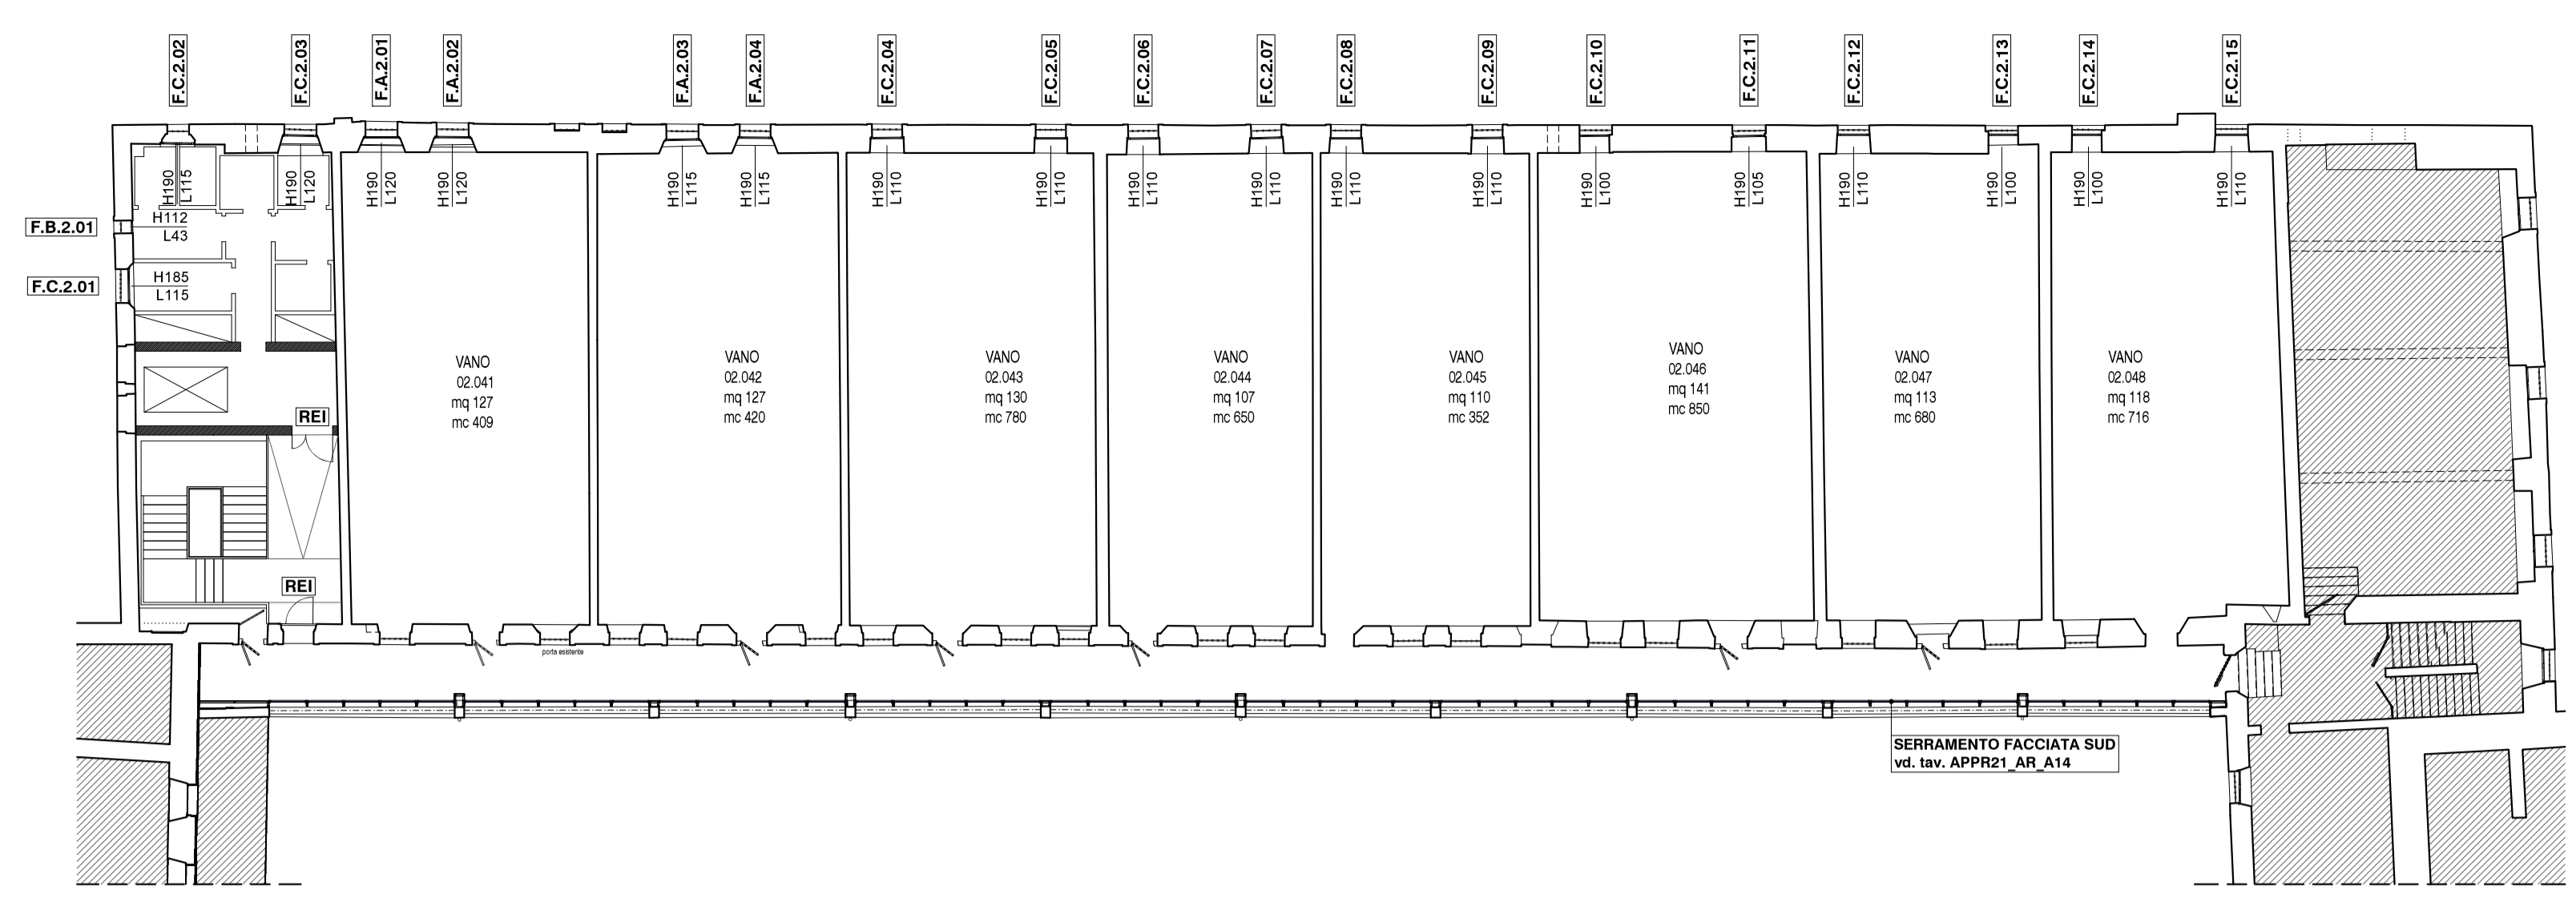 F.C.2.02
F.C.2.03
F.A.2.01
F.A.2.02
F.A.2.03
F.A.2.04
F.C.2.04
F.C.2.05
F.C.2.06
F.C.2.07
F.C.2.08
F.C.2.09
F.C.2.10
F.C.2.11
F.C.2.12
F.C.2.13
F.C.2.14
F.C.2.15
H190
L115
H190
L120
H190
L120
H190
L120
H190
L115
H190
L115
H190
L110
H190
L110
H190
L110
H190
L110
H190
L110
H190
L110
H190
L100
H190
L105
H190
L110
H190
L100
H190
L100
H190
L110
F.B.2.01
H112
L43
F.C.2.01
H185
L115
REI
REI
VANO
02.041
mq 127
mc 409
VANO
02.042
mq 127
mc 420
VANO
02.043
mq 130
mc 780
VANO
02.044
mq 107
mc 650
VANO
02.045
mq 110
mc 352
VANO
02.046
mq 141
mc 850
VANO
02.047
mq 113
mc 680
VANO
02.048
mq 118
mc 716
porta esistente
SERRAMENTO FACCIATA SUD
vd. tav. APPR21_AR_A14